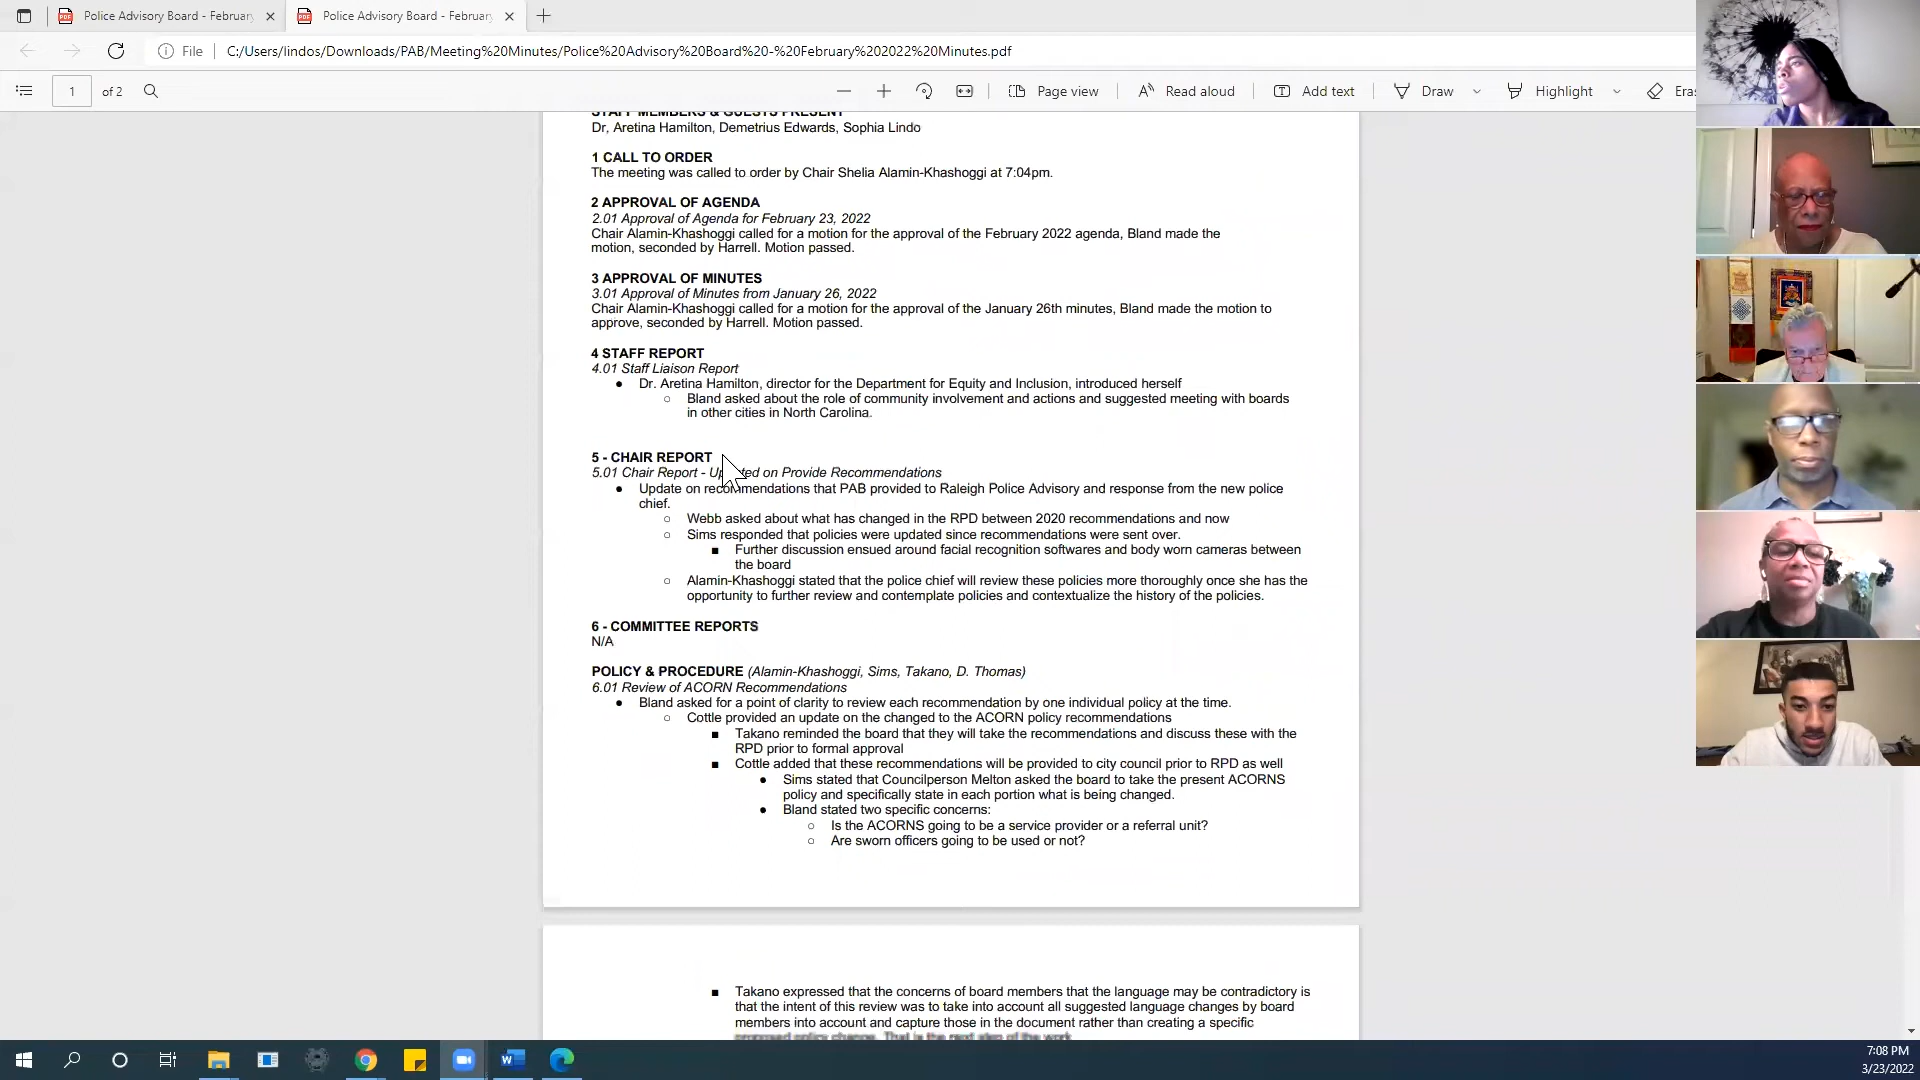 Police Advisory Board - February
Police Advisory Board - February
File
C:/Users/lindos/Downloads/PAB/Meeting%20Minutes/Police%20Advisory%20Board%20-%20February%202022%20Minutes.pdf
1 of 2
Page view
Read aloud
Add text
Draw
Highlight
Eras
STAFF MEMBERS & GUESTS PRESENT
Dr, Aretina Hamilton, Demetrius Edwards, Sophia Lindo
1 CALL TO ORDER
The meeting was called to order by Chair Shelia Alamin-Khashoggi at 7:04pm.
2 APPROVAL OF AGENDA
2.01 Approval of Agenda for February 23, 2022
Chair Alamin-Khashoggi called for a motion for the approval of the February 2022 agenda, Bland made the
motion, seconded by Harrell. Motion passed.
3 APPROVAL OF MINUTES
3.01 Approval of Minutes from January 26, 2022
Chair Alamin-Khashoggi called for a motion for the approval of the January 26th minutes, Bland made the motion to
approve, seconded by Harrell. Motion passed.
4 STAFF REPORT
4.01 Staff Liaison Report
● Dr. Aretina Hamilton, director for the Department for Equity and Inclusion, introduced herself
○ Bland asked about the role of community involvement and actions and suggested meeting with boards
in other cities in North Carolina.
5 - CHAIR REPORT
5.01 Chair Report - Updated on Provide Recommendations
● Update on recommendations that PAB provided to Raleigh Police Advisory and response from the new police
chief.
○ Webb asked about what has changed in the RPD between 2020 recommendations and now
○ Sims responded that policies were updated since recommendations were sent over.
■ Further discussion ensued around facial recognition softwares and body worn cameras between
the board
○ Alamin-Khashoggi stated that the police chief will review these policies more thoroughly once she has the
opportunity to further review and contemplate policies and contextualize the history of the policies.
6 - COMMITTEE REPORTS
N/A
POLICY & PROCEDURE (Alamin-Khashoggi, Sims, Takano, D. Thomas)
6.01 Review of ACORN Recommendations
● Bland asked for a point of clarity to review each recommendation by one individual policy at the time.
○ Cottle provided an update on the changed to the ACORN policy recommendations
■ Takano reminded the board that they will take the recommendations and discuss these with the
RPD prior to formal approval
■ Cottle added that these recommendations will be provided to city council prior to RPD as well
● Sims stated that Councilperson Melton asked the board to take the present ACORNS
policy and specifically state in each portion what is being changed.
● Bland stated two specific concerns:
○ Is the ACORNS going to be a service provider or a referral unit?
○ Are sworn officers going to be used or not?
■ Takano expressed that the concerns of board members that the language may be contradictory is
that the intent of this review was to take into account all suggested language changes by board
members into account and capture those in the document rather than creating a specific
proposed policy change. That is the next step of the work
7:08 PM
3/23/2022